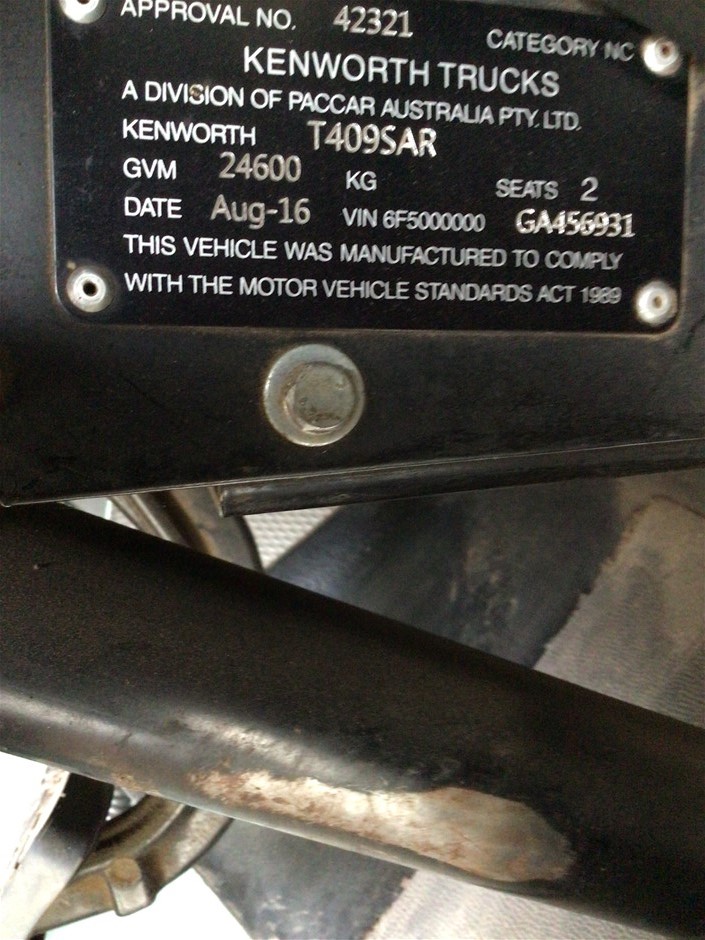 APPROVAL NO. 42321 CATEGORY NC
KENWORTH TRUCKS
A DIVISION OF PACCAR AUSTRALIA PTY. LTD.
KENWORTH T409SAR
GVM 24600 KG SEATS 2
DATE Aug-16 VIN 6F5000000 GA456931
THIS VEHICLE WAS MANUFACTURED TO COMPLY
WITH THE MOTOR VEHICLE STANDARDS ACT 1989